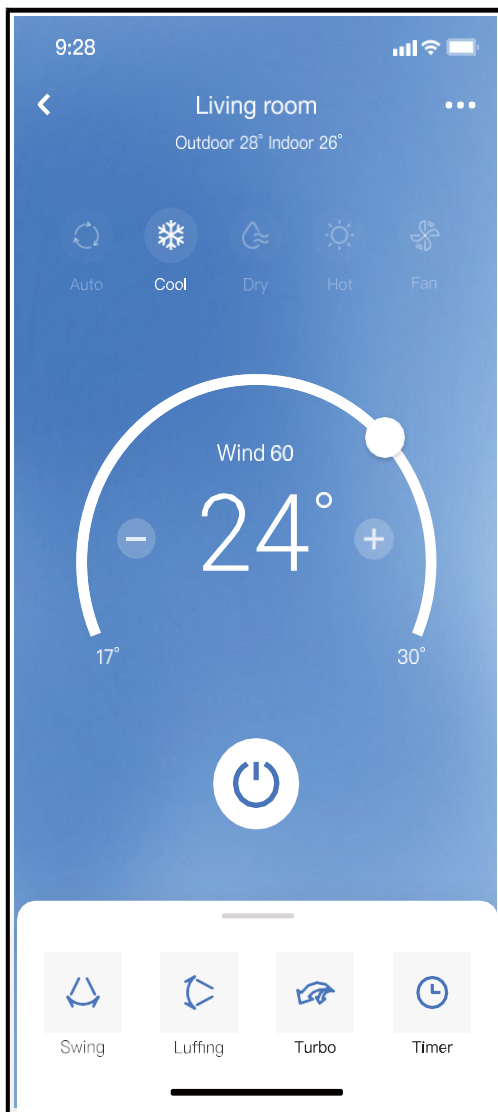 9:28
Living room
Outdoor 28° Indoor 26°
Auto Cool Dry Hot Fan
Wind 60
24°
17° 30°
Swing Luffing Turbo Timer